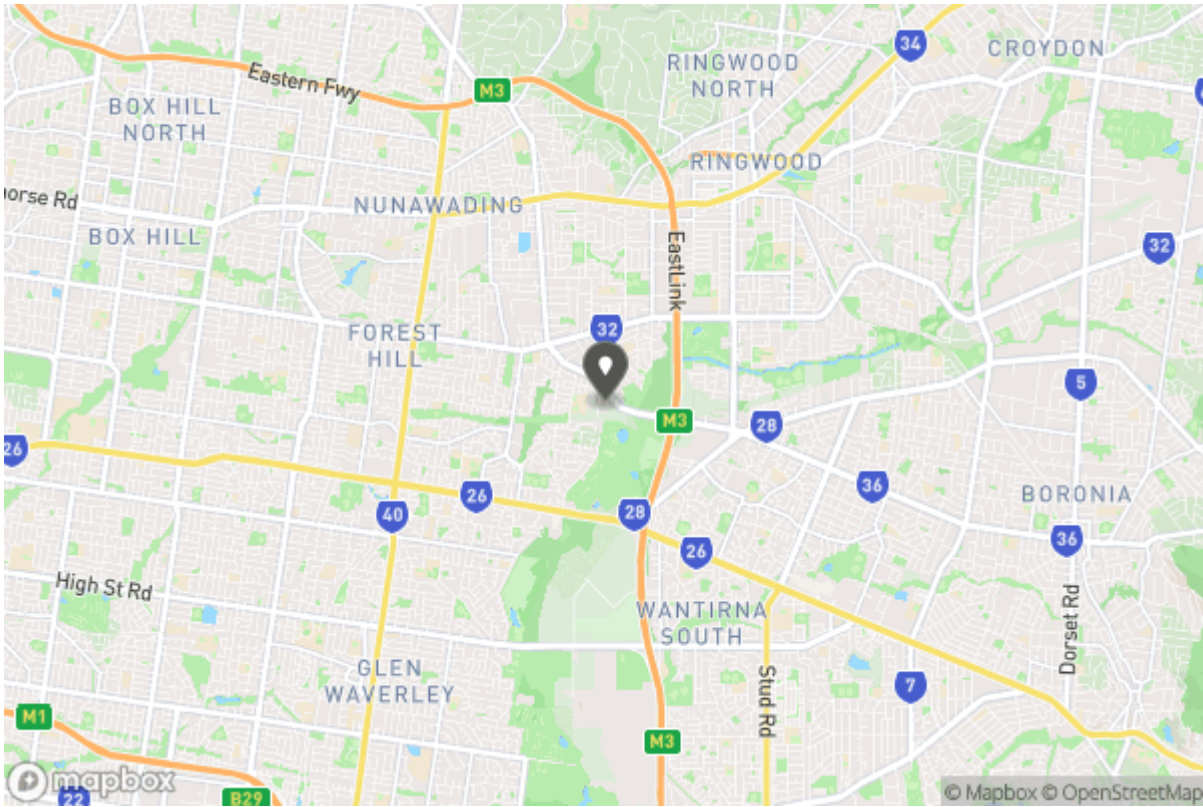 34
CROYDON
RINGWOOD
NORTH
Eastern Fwy
M3
BOX HILL
NORTH
RINGWOOD
orse Rd
NUNAWADING
BOX HILL
EastLink
32
FOREST
HILL
32
5
M3
28
26
26
40
28
36
BORONIA
36
26
High St Rd
WANTIRNA
SOUTH
GLEN
WAVERLEY
Stud Rd
Dorset Rd
7
M1
M3
mapbox
22
B29
© Mapbox © OpenStreetMap